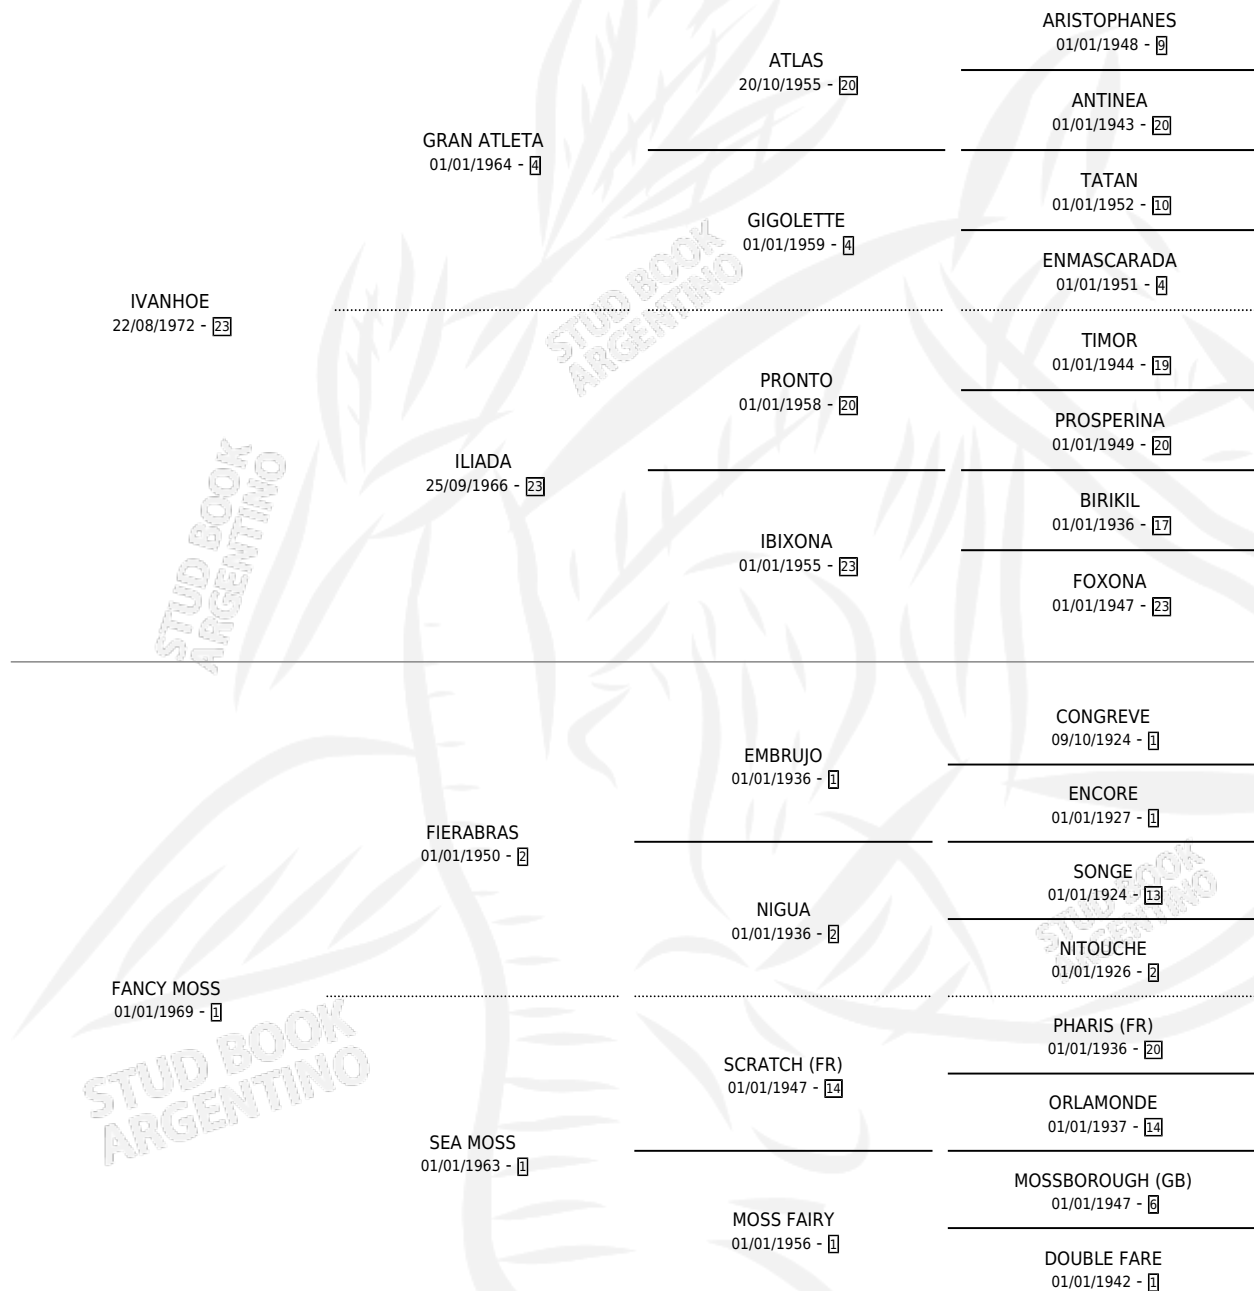 ARISTOPHANES
01/01/1948 - 9
ATLAS
20/10/1955 - 20
ANTINEA
01/01/1943 - 20
GRAN ATLETA
01/01/1964 - 4
TATAN
01/01/1952 - 10
GIGOLETTE
01/01/1959 - 4
ENMASCARADA
01/01/1951 - 4
IVANHOE
22/08/1972 - 23
STUD BOOK
ARGENTINO
TIMOR
01/01/1944 - 19
PRONTO
01/01/1958 - 20
PROSPERINA
01/01/1949 - 20
ILIADA
25/09/1966 - 23
BIRIKIL
01/01/1936 - 17
IBIXONA
01/01/1955 - 23
FOXONA
01/01/1947 - 23
STUD BOOK
ARGENTINO
CONGREVE
09/10/1924 - 1
EMBRUJO
01/01/1936 - 1
ENCORE
01/01/1927 - 1
FIERABRAS
01/01/1950 - 2
SONGE
01/01/1924 - 13
NIGUA
01/01/1936 - 2
NITOUCHE
01/01/1926 - 2
STUD BOOK
ARGENTINO
FANCY MOSS
01/01/1969 - 1
PHARIS (FR)
01/01/1936 - 20
SCRATCH (FR)
01/01/1947 - 14
ORLAMONDE
01/01/1937 - 14
STUD BOOK
ARGENTINO
SEA MOSS
01/01/1963 - 1
MOSSBOROUGH (GB)
01/01/1947 - 6
MOSS FAIRY
01/01/1956 - 1
DOUBLE FARE
01/01/1942 - 1